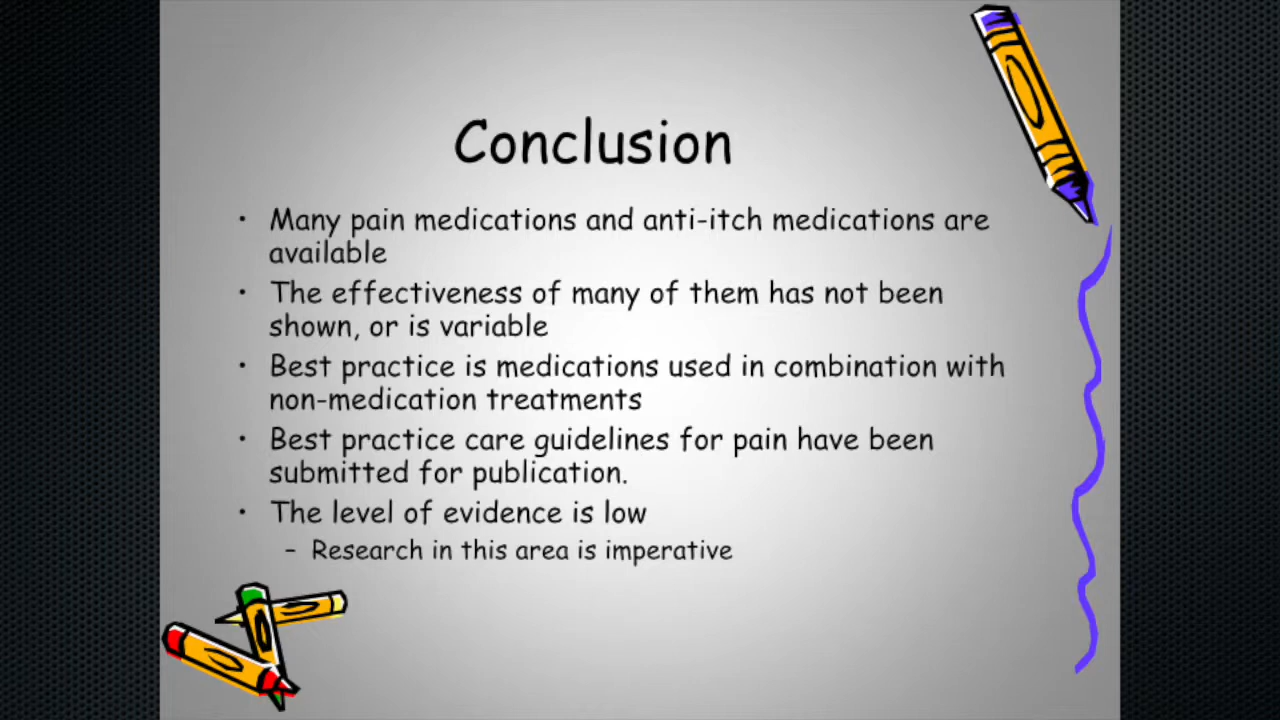 Conclusion
• Many pain medications and anti-itch medications are
available
• The effectiveness of many of them has not been
shown, or is variable
• Best practice is medications used in combination with
non-medication treatments
• Best practice care guidelines for pain have been
submitted for publication.
• The level of evidence is low
– Research in this area is imperative